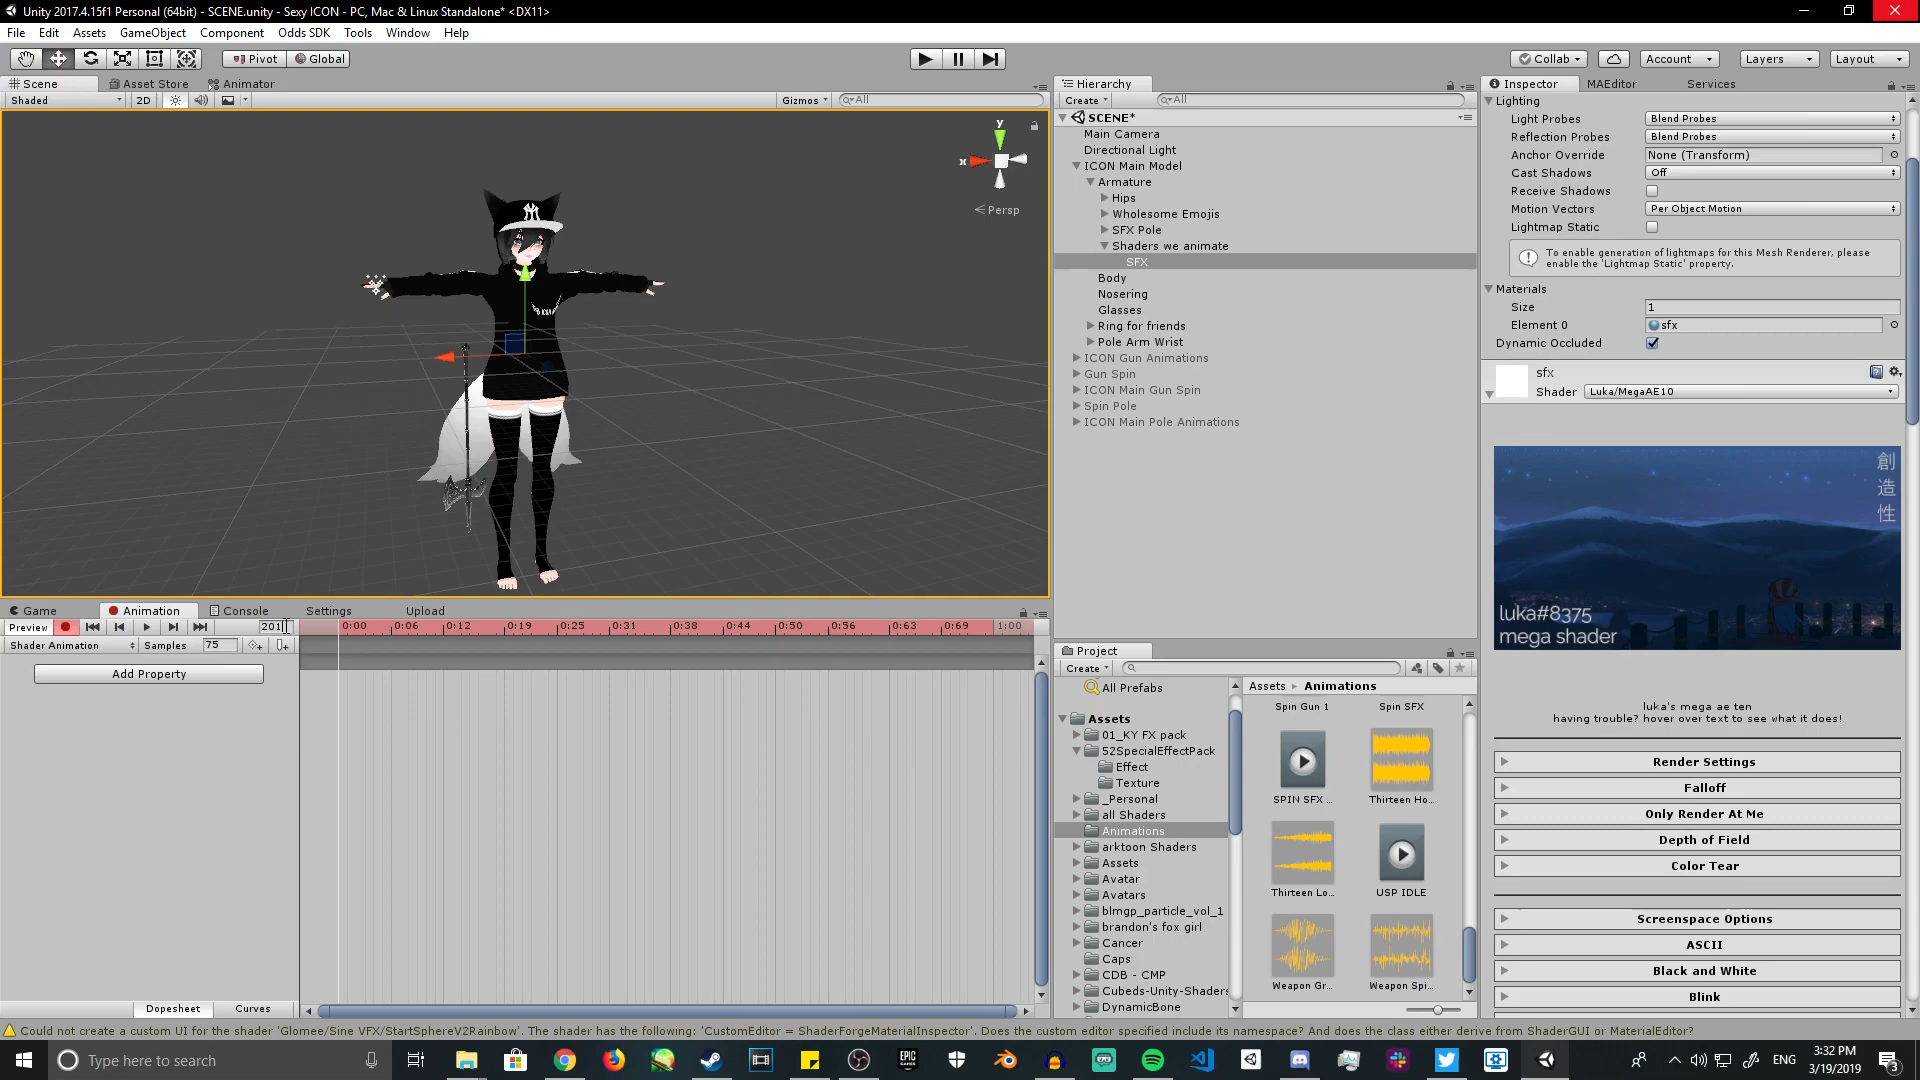 Unity 2017.4.15f1 Personal (64bit) - SCENE.unity - Sexy ICON - PC, Mac & Linux Standalone* <DX11>
File Edit Assets GameObject Component Odds SDK Tools Window Help
Pivot Global
Collab Account Layers Layout
Scene Asset Store Animator
Shaded 2D Gizmos All
y
x
Persp
Hierarchy
Create All
SCENE*
Main Camera
Directional Light
ICON Main Model
Armature
Hips
Wholesome Emojis
SFX Pole
Shaders we animate
SFX
Body
Nosering
Glasses
Ring for friends
Pole Arm Wrist
ICON Gun Animations
Gun Spin
ICON Main Gun Spin
Spin Pole
ICON Main Pole Animations
Inspector MAEditor Services
Lighting
Light Probes Blend Probes
Reflection Probes Blend Probes
Anchor Override None (Transform)
Cast Shadows Off
Receive Shadows
Motion Vectors Per Object Motion
Lightmap Static
To enable generation of lightmaps for this Mesh Renderer, please
enable the 'Lightmap Static' property.
Materials
Size 1
Element 0 sfx
Dynamic Occluded
sfx
Shader Luka/MegaAE10
創
造
性
luka#8375
mega shader
luka's mega ae ten
having trouble? hover over text to see what it does!
Render Settings
Falloff
Only Render At Me
Depth of Field
Color Tear
Screenspace Options
ASCII
Black and White
Blink
Game Animation Console Settings Upload
Preview 201
0:00 0:06 0:12 0:19 0:25 0:31 0:38 0:44 0:50 0:56 0:63 0:69 1:00
Shader Animation Samples 75
Add Property
Dopesheet Curves
Project
Create
All Prefabs
Assets
01_KY FX pack
52SpecialEffectPack
Effect
Texture
_Personal
all Shaders
Animations
arktoon Shaders
Assets
Avatar
Avatars
blmgp_particle_vol_1
brandon's fox girl
Cancer
Caps
CDB - CMP
Cubeds-Unity-Shaders
DynamicBone
Assets Animations
Spin Gun 1 Spin SFX
SPIN SFX ... Thirteen Ho...
Thirteen Lo... USP IDLE
Weapon Gr... Weapon Spi...
Could not create a custom UI for the shader 'Glomee/Sine VFX/StartSphereV2Rainbow'. The shader has the following: 'CustomEditor = ShaderForgeMaterialInspector'. Does the custom editor specified include its namespace? And does the class either derive from ShaderGUI or MaterialEditor?
Type here to search
EPIC
ENG
3:32 PM
3/19/2019
3